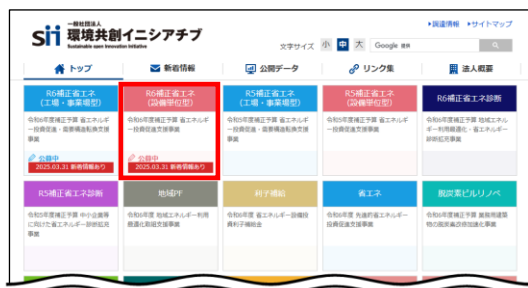 ▶調達情報 ▶サイトマップ
一般社団法人
sii 環境共創イニシアチブ
Sustainable open Innovation Initiative
文字サイズ 小 中 大 Google 提供
トップ 新着情報 公開データ リンク集 法人概要
R6補正省エネ
(工場・事業場型)
令和6年度補正予算 省エネルギ
ー投資促進・需要構造転換支援
事業
公募中
2025.03.31 新着情報あり
R6補正省エネ
(設備単位型)
令和6年度補正予算 省エネルギ
ー投資促進支援事業
公募中
2025.03.31 新着情報あり
R5補正省エネ
(工場・事業場型)
令和5年度補正予算 省エネルギ
ー投資促進・需要構造転換支援
事業
R5補正省エネ
(設備単位型)
令和5年度補正予算 省エネルギ
ー投資促進支援事業
R6補正省エネ診断
令和6年度補正予算 地域エネル
ギー利用最適化・省エネルギー
診断拡充事業
R5補正省エネ診断
令和5年度補正予算 中小企業等
に向けた省エネルギー診断拡充
事業
地域PF
令和6年度 地域エネルギー利用
最適化取組支援事業
利子補給
令和6年度 省エネルギー設備投
資利子補給金
省エネ
令和6年度 先進的省エネルギー
投資促進支援事業
脱炭素ビルリノベ
令和6年度補正予算 業務用建築
物の脱炭素改修加速化事業